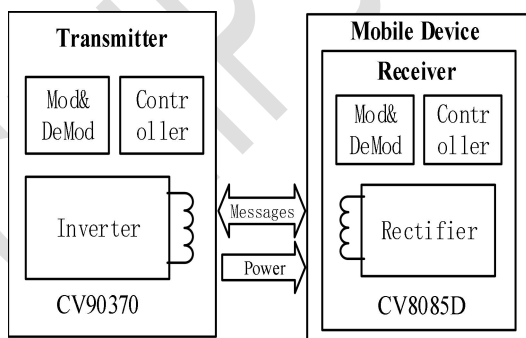 Transmitter
Mod&
DeMod
Contr
oller
Inverter
CV90370
Messages
Power
Mobile Device
Receiver
Mod&
DeMod
Contr
oller
Rectifier
CV8085D